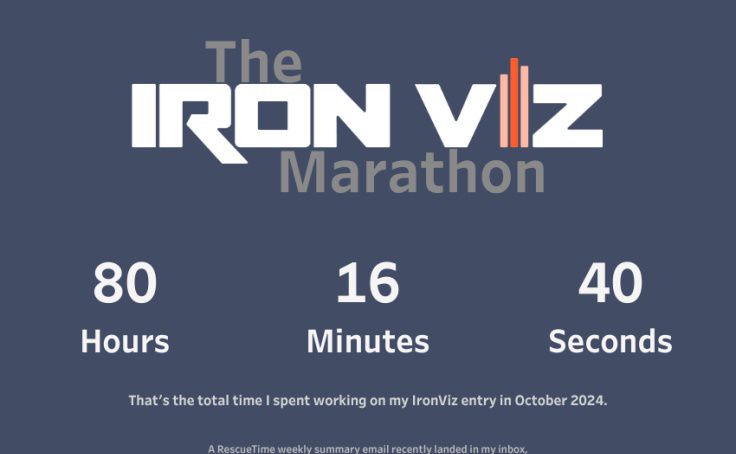 The
IRON VIZ
Marathon
80 16 40
Hours Minutes Seconds
That's the total time I spent working on my IronViz entry in October 2024.
A RescueTime weekly summary email recently landed in my inbox,